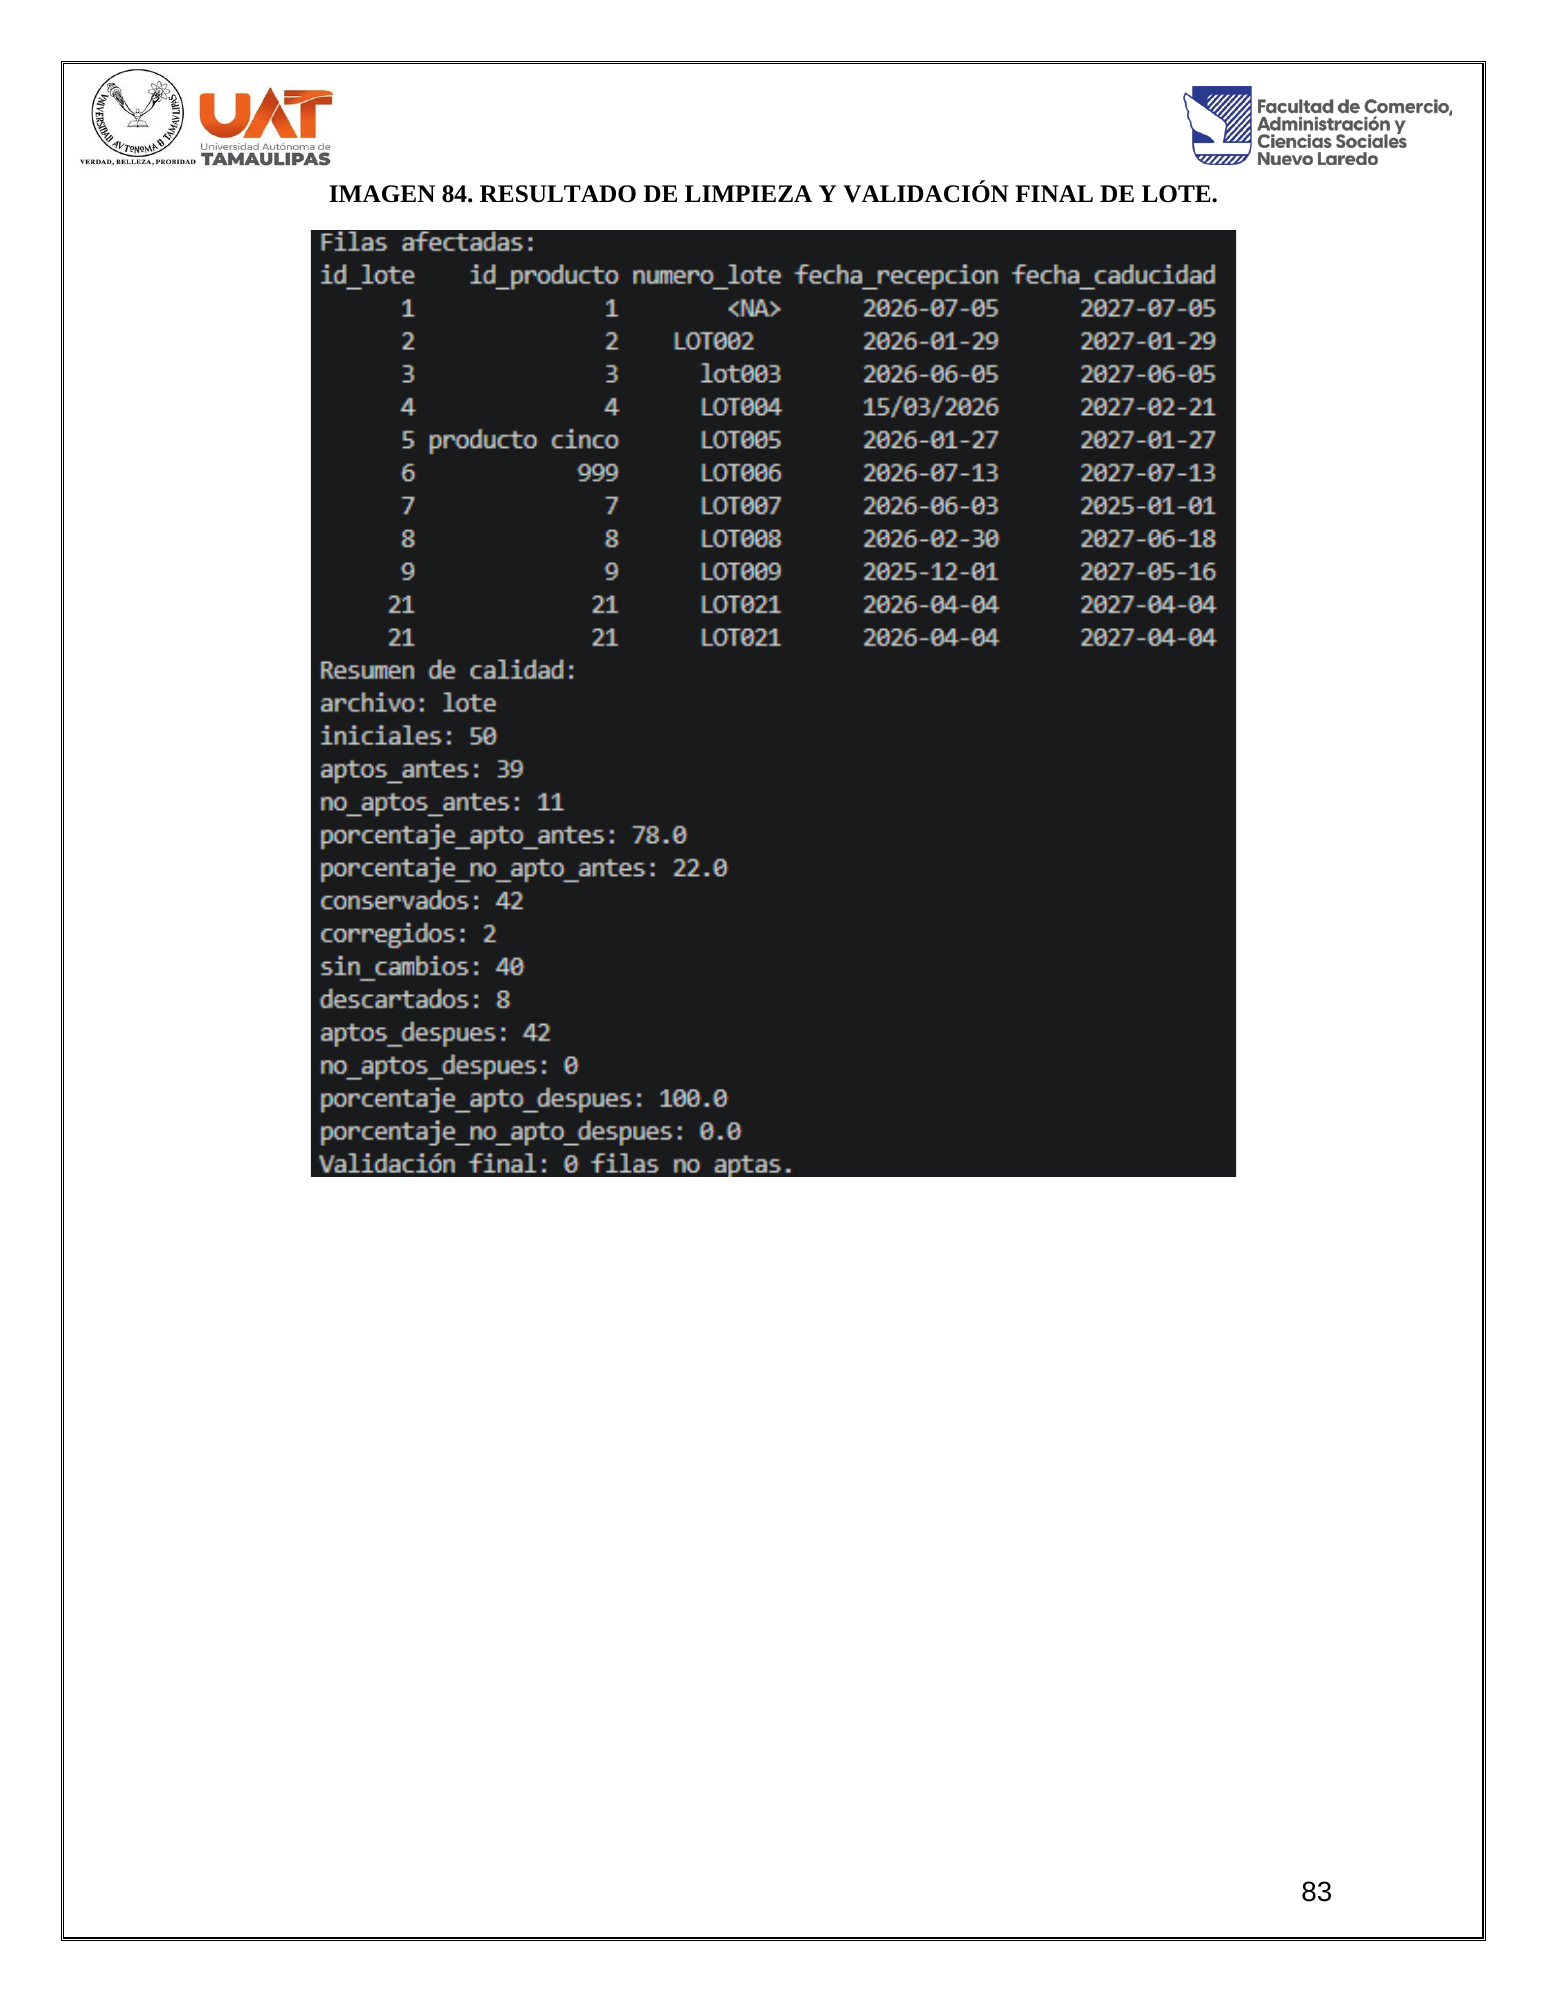 UNIVERSIDAD AUTONOMA DE TAMAULIPAS
VERDAD, BELLEZA, PROBIDAD
UAT
Universidad Autónoma de
TAMAULIPAS
Facultad de Comercio,
Administración y
Ciencias Sociales
Nuevo Laredo
IMAGEN 84. RESULTADO DE LIMPIEZA Y VALIDACIÓN FINAL DE LOTE.
Filas afectadas:
id_lote id_producto numero_lote fecha_recepcion fecha_caducidad
1 1 <NA> 2026-07-05 2027-07-05
2 2 LOT002 2026-01-29 2027-01-29
3 3 lot003 2026-06-05 2027-06-05
4 4 LOT004 15/03/2026 2027-02-21
5 producto cinco LOT005 2026-01-27 2027-01-27
6 999 LOT006 2026-07-13 2027-07-13
7 7 LOT007 2026-06-03 2025-01-01
8 8 LOT008 2026-02-30 2027-06-18
9 9 LOT009 2025-12-01 2027-05-16
21 21 LOT021 2026-04-04 2027-04-04
21 21 LOT021 2026-04-04 2027-04-04
Resumen de calidad:
archivo: lote
iniciales: 50
aptos_antes: 39
no_aptos_antes: 11
porcentaje_apto_antes: 78.0
porcentaje_no_apto_antes: 22.0
conservados: 42
corregidos: 2
sin_cambios: 40
descartados: 8
aptos_despues: 42
no_aptos_despues: 0
porcentaje_apto_despues: 100.0
porcentaje_no_apto_despues: 0.0
Validación final: 0 filas no aptas.
83